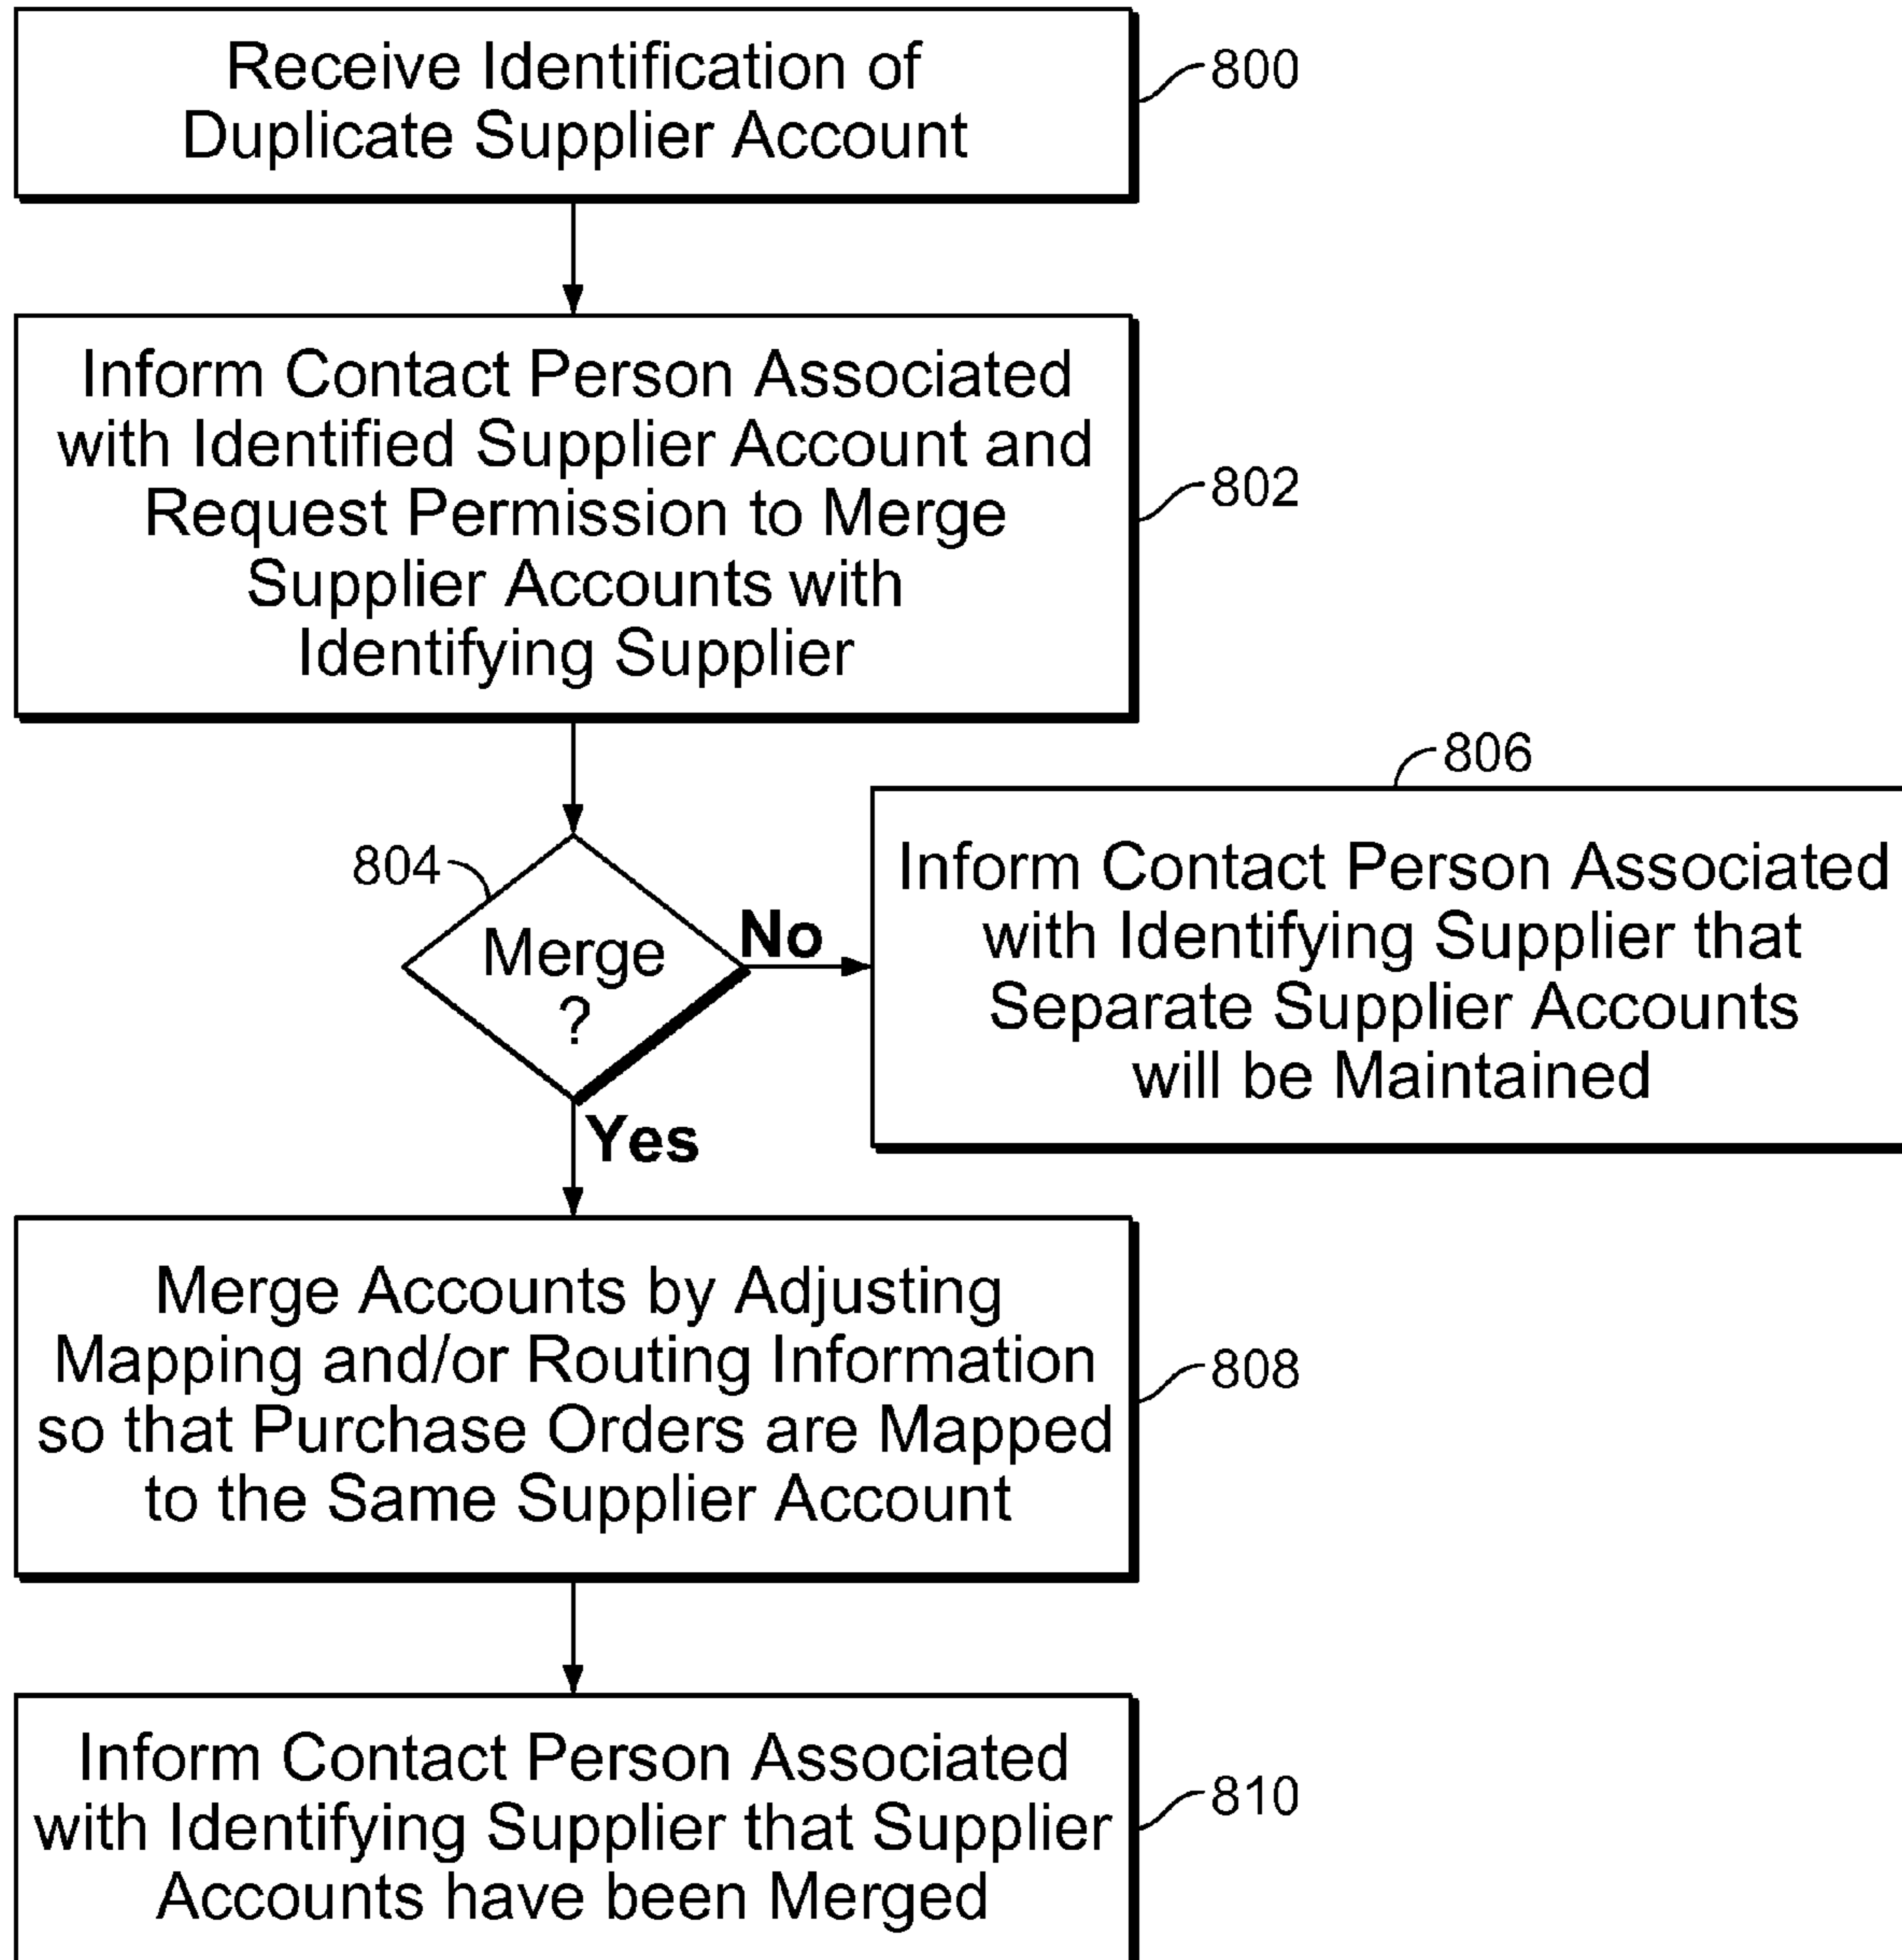 Receive Identification of
Duplicate Supplier Account
800
Inform Contact Person Associated
with Identified Supplier Account and
Request Permission to Merge
Supplier Accounts with
Identifying Supplier
802
804
Merge
?
No
806
Inform Contact Person Associated
with Identifying Supplier that
Separate Supplier Accounts
will be Maintained
Yes
Merge Accounts by Adjusting
Mapping and/or Routing Information
so that Purchase Orders are Mapped
to the Same Supplier Account
808
Inform Contact Person Associated
with Identifying Supplier that Supplier
Accounts have been Merged
810